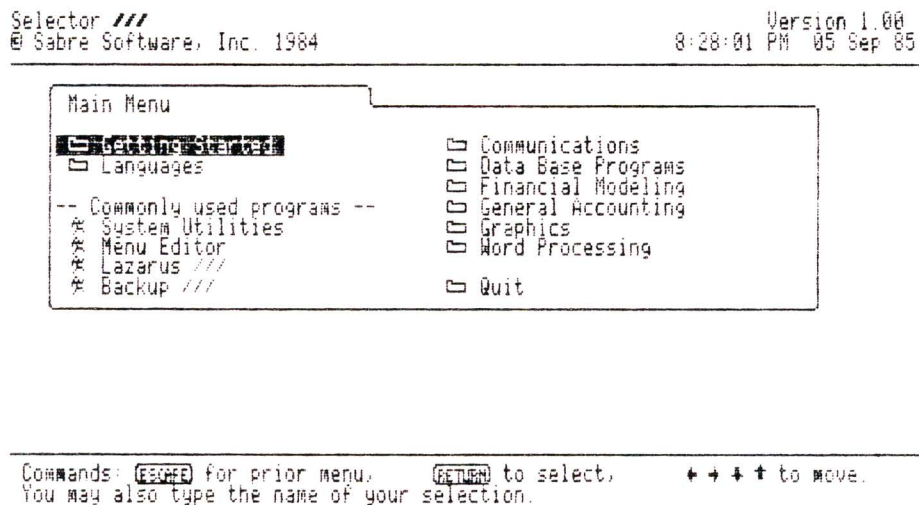 Selector ///
Version 1.00
© Sabre Software, Inc. 1984
8:28:01 PM 05 Sep 85
Main Menu
Getting Started
Languages
-- Commonly used programs --
System Utilities
Menu Editor
Lazarus ///
Backup ///
Communications
Data Base Programs
Financial Modeling
General Accounting
Graphics
Word Processing
Quit
Commands: ESCAPE for prior menu, RETURN to select, ← → ↓ ↑ to move.
You may also type the name of your selection.